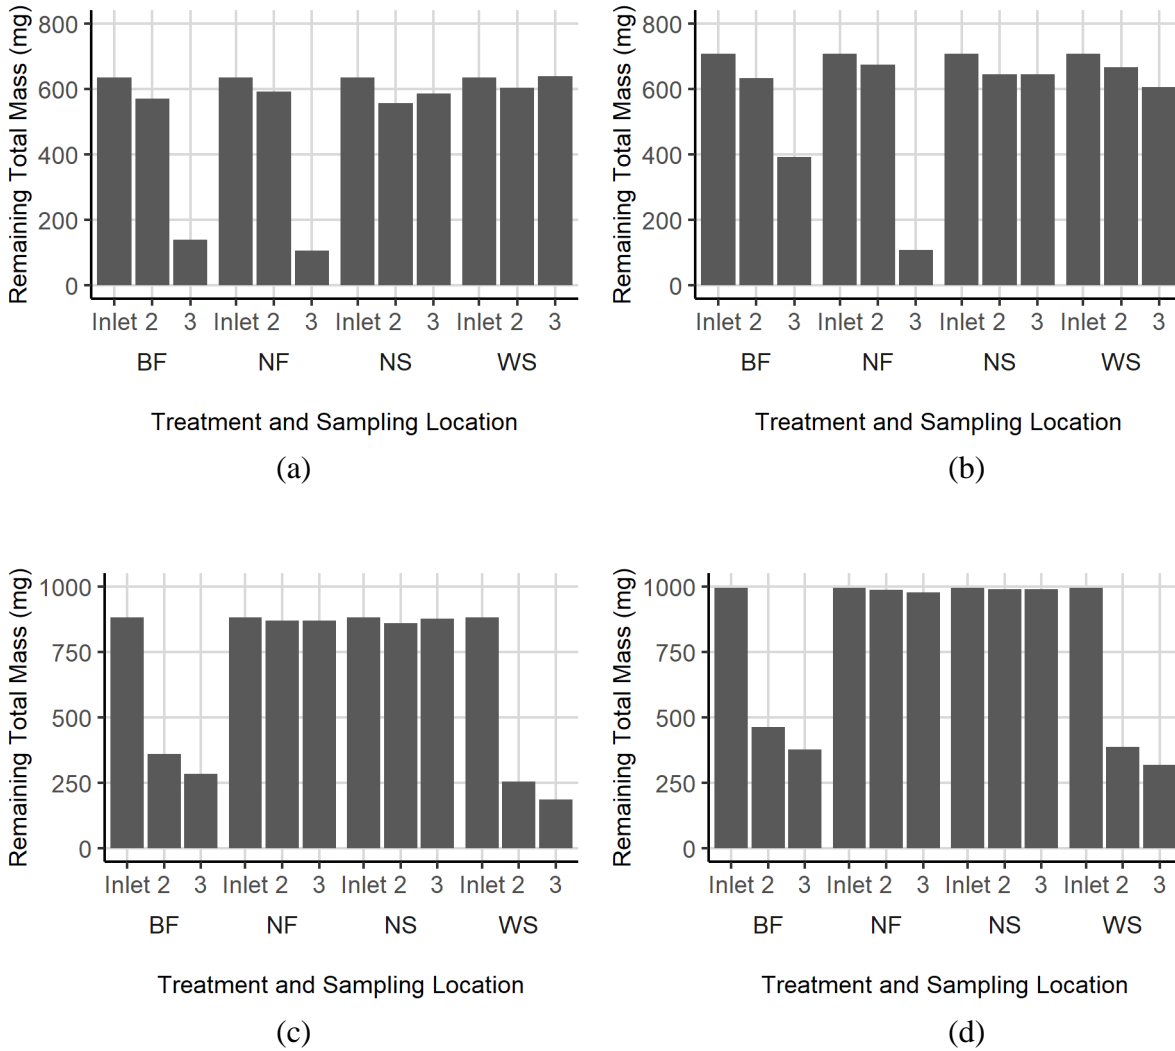 Remaining Total Mass (mg)
800
600
400
200
0
Inlet 2 3 Inlet 2 3 Inlet 2 3 Inlet 2 3
BF NF NS WS
Treatment and Sampling Location
(a)
Remaining Total Mass (mg)
800
600
400
200
0
Inlet 2 3 Inlet 2 3 Inlet 2 3 Inlet 2 3
BF NF NS WS
Treatment and Sampling Location
(b)
Remaining Total Mass (mg)
1000
750
500
250
0
Inlet 2 3 Inlet 2 3 Inlet 2 3 Inlet 2 3
BF NF NS WS
Treatment and Sampling Location
(c)
Remaining Total Mass (mg)
1000
750
500
250
0
Inlet 2 3 Inlet 2 3 Inlet 2 3 Inlet 2 3
BF NF NS WS
Treatment and Sampling Location
(d)